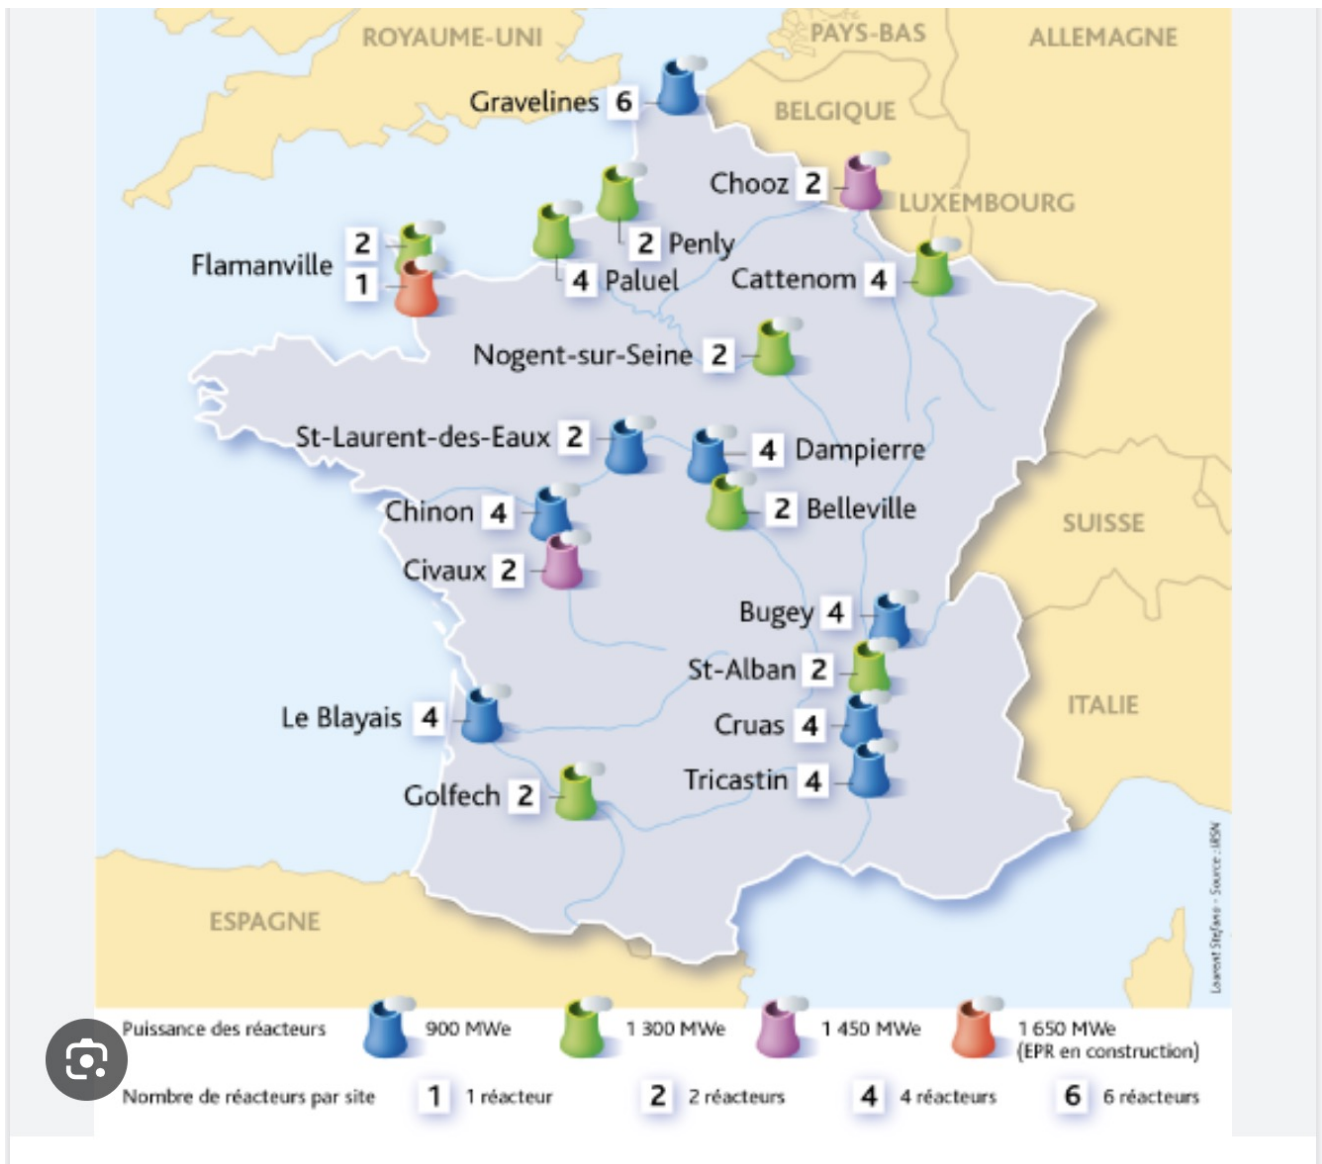 ROYAUME-UNI
PAYS-BAS
ALLEMAGNE
Gravelines 6
BELGIQUE
Chooz 2
LUXEMBOURG
Flamanville
2
1
2 Penly
4 Paluel
Cattenom 4
Nogent-sur-Seine 2
St-Laurent-des-Eaux 2
4 Dampierre
Chinon 4
2 Belleville
SUISSE
Civaux 2
Bugey 4
St-Alban 2
ITALIE
Le Blayais 4
Cruas 4
Tricastin 4
Golfech 2
ESPAGNE
Laurent Stefano - Source : IRSN
Puissance des réacteurs
900 MWe
1 300 MWe
1 450 MWe
1 650 MWe
(EPR en construction)
Nombre de réacteurs par site
1 1 réacteur
2 2 réacteurs
4 4 réacteurs
6 6 réacteurs